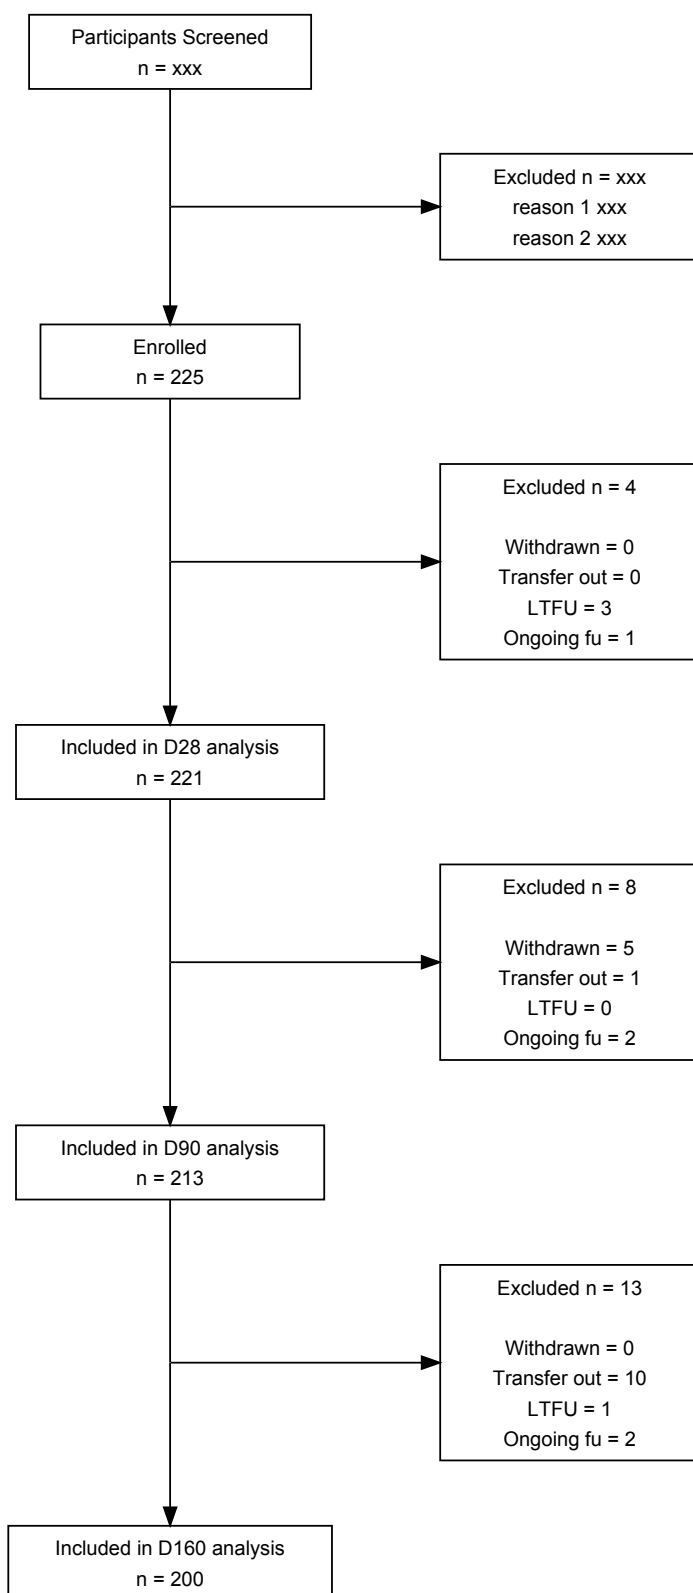 Participants Screened
n = xxx
Excluded n = xxx
reason 1 xxx
reason 2 xxx
Enrolled
n = 225
Excluded n = 4
Withdrawn = 0
Transfer out = 0
LTFU = 3
Ongoing fu = 1
Included in D28 analysis
n = 221
Excluded n = 8
Withdrawn = 5
Transfer out = 1
LTFU = 0
Ongoing fu = 2
Included in D90 analysis
n = 213
Excluded n = 13
Withdrawn = 0
Transfer out = 10
LTFU = 1
Ongoing fu = 2
Included in D160 analysis
n = 200